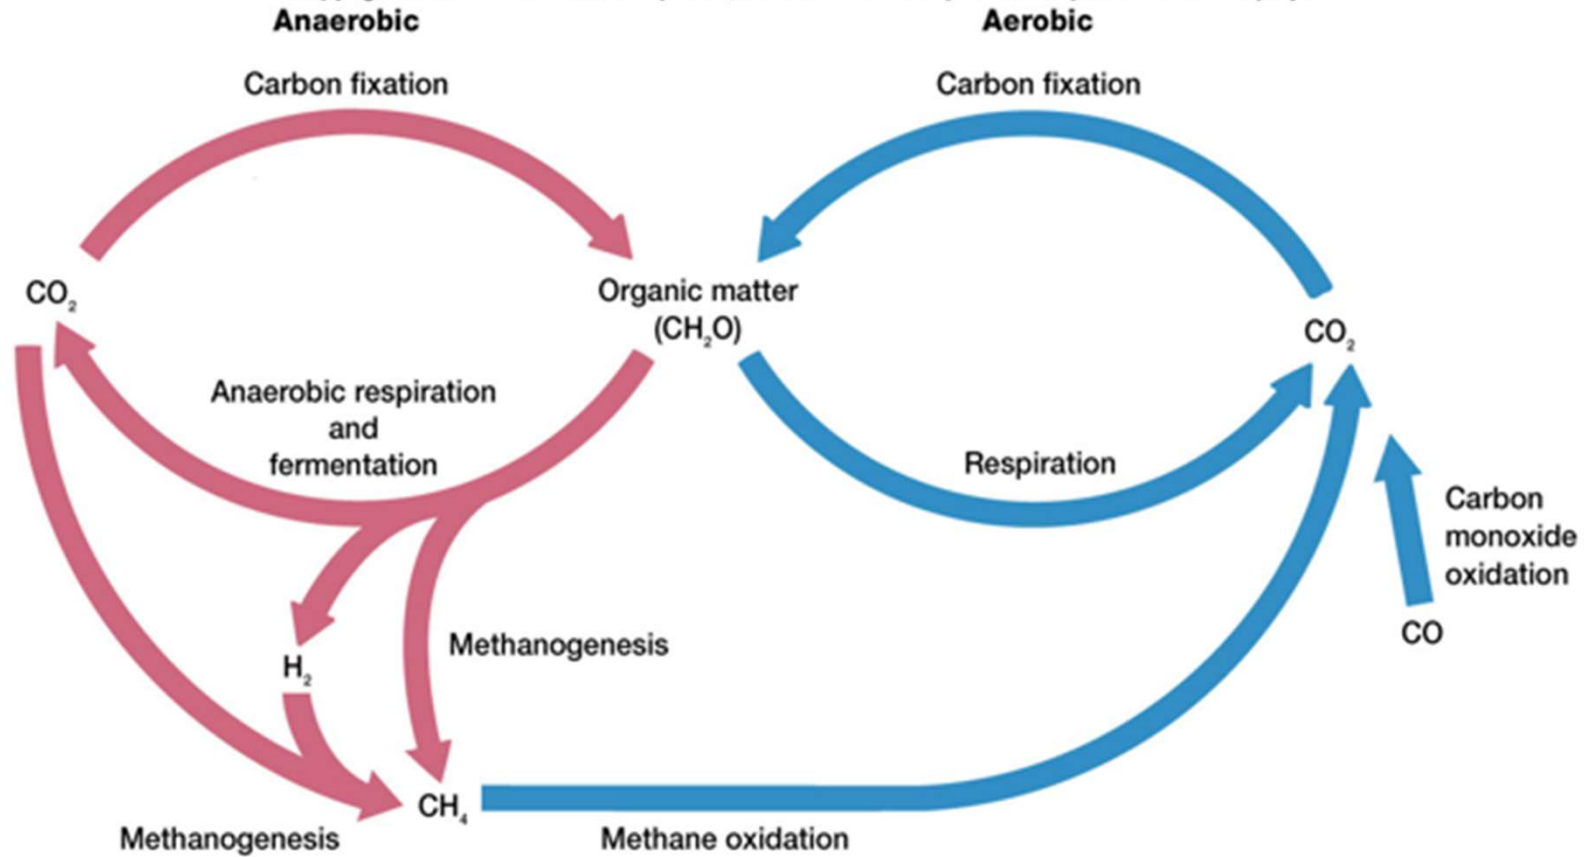 Anaerobic
Aerobic
Carbon fixation
Carbon fixation
CO₂
Organic matter
(CH₂O)
CO₂
Anaerobic respiration
and
fermentation
Respiration
Carbon
monoxide
oxidation
CO
Methanogenesis
H₂
CH₄
Methanogenesis
Methane oxidation